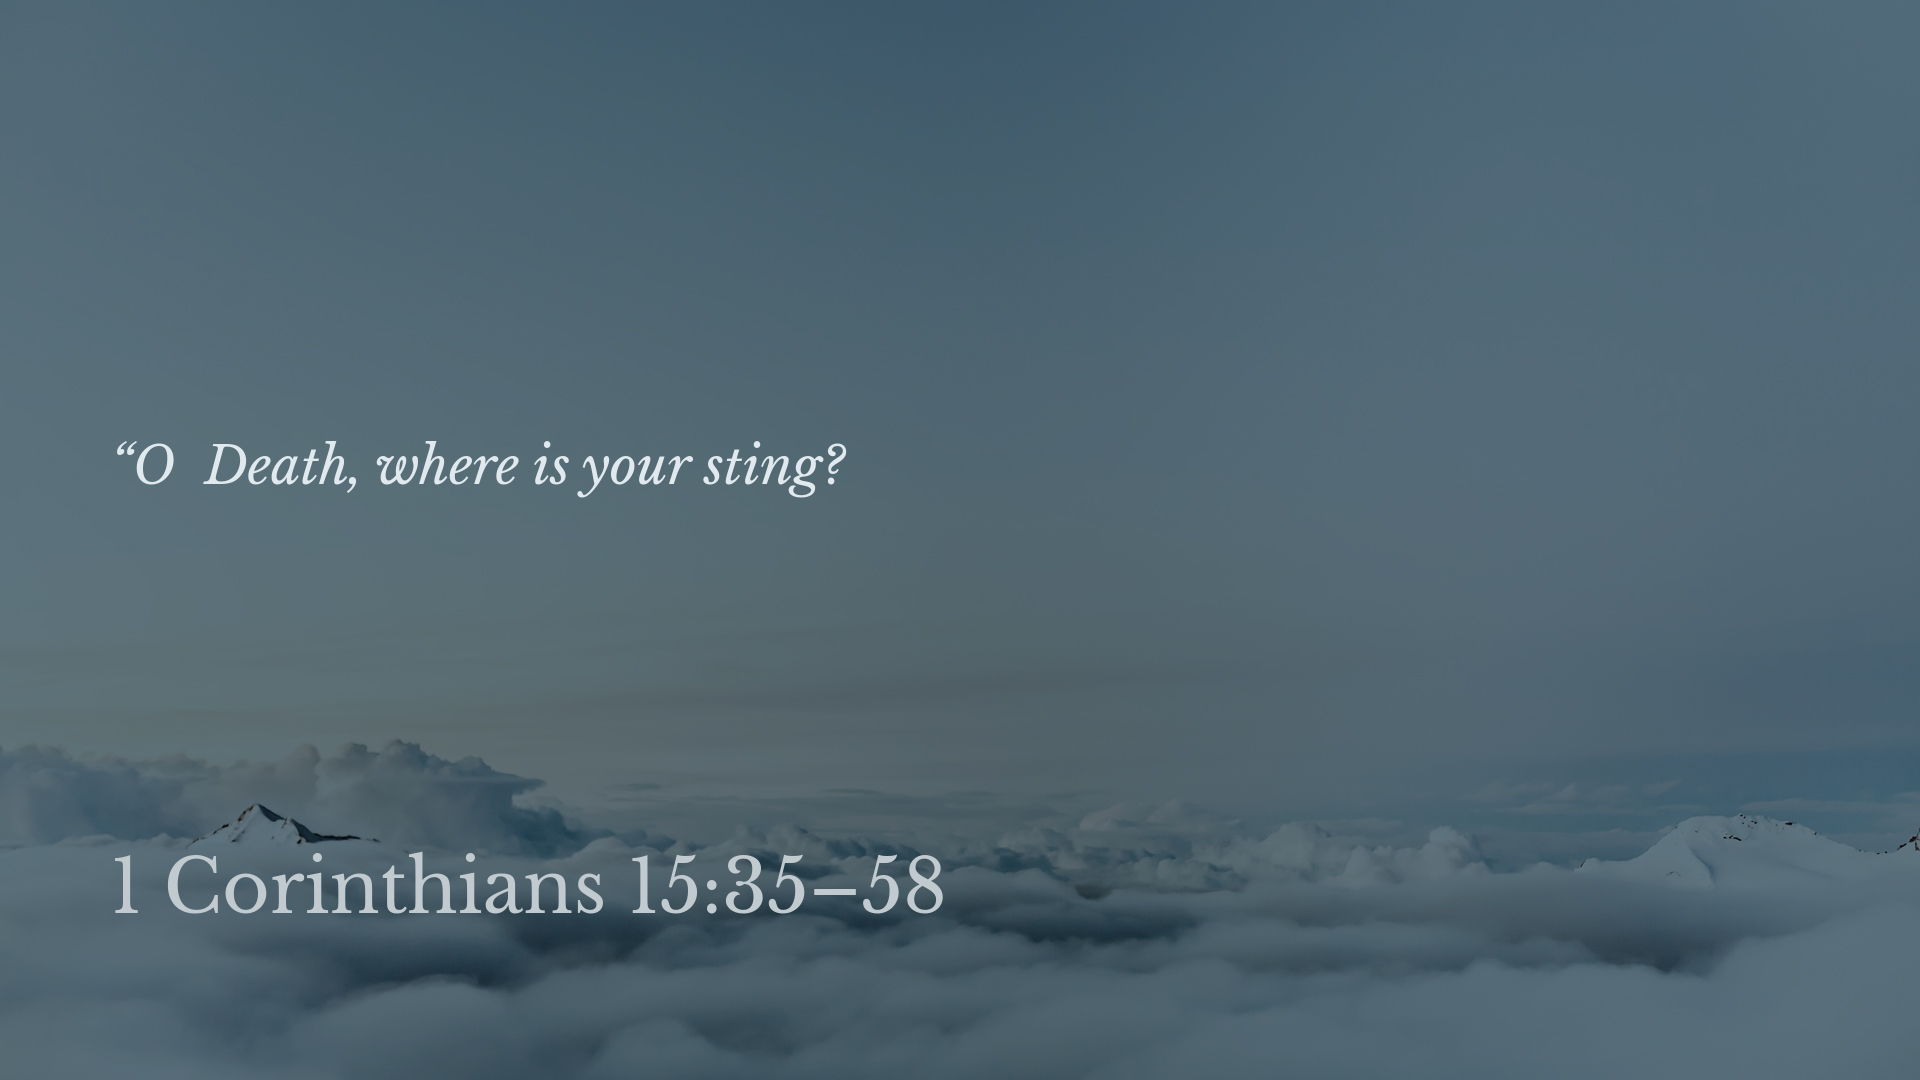 “O  Death, where is your sting?
1 Corinthians 15:35–58